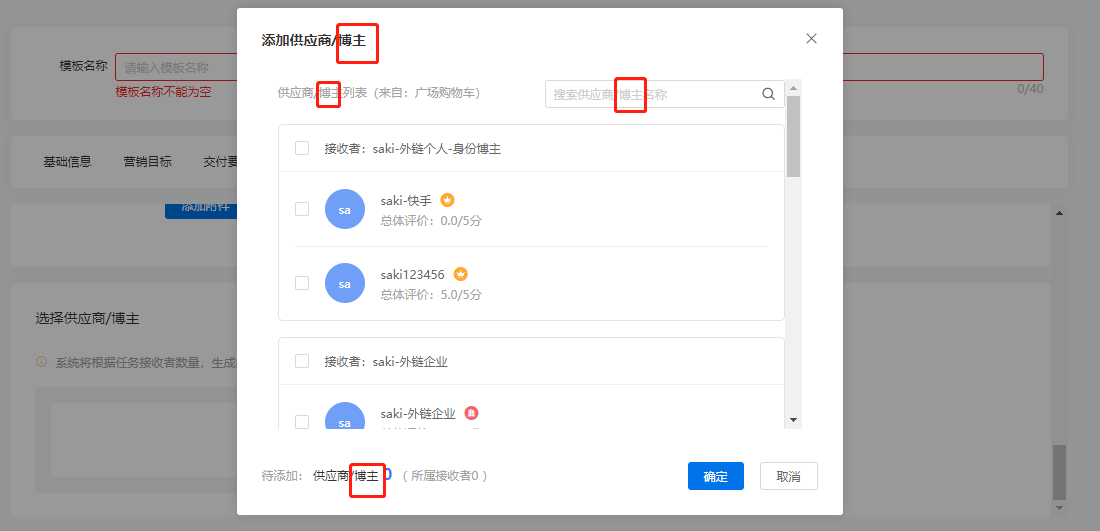 添加供应商/博主
模板名称
请输入模板名称
模板名称不能为空
0/40
供应商/博主列表（来自：广场购物车）
搜索供应商/博主名称
基础信息
营销目标
交付要
接收者：saki-外链个人-身份博主
sa
saki-快手
总体评价：0.0/5分
添加附件
sa
saki123456
总体评价：5.0/5分
选择供应商/博主
系统将根据任务接收者数量，生成
接收者：saki-外链企业
sa
saki-外链企业
待添加：
供应商/博主 0
（ 所属接收者0 ）
确定
取消